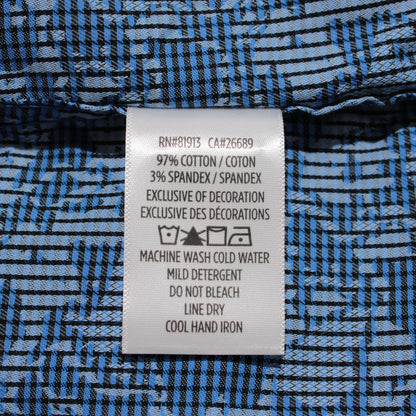 RN#81913 CA#26689
97% COTTON / COTON
3% SPANDEX / SPANDEX
EXCLUSIVE OF DECORATION
EXCLUSIVE DES DÉCORATIONS
MACHINE WASH COLD WATER
MILD DETERGENT
DO NOT BLEACH
LINE DRY
COOL HAND IRON